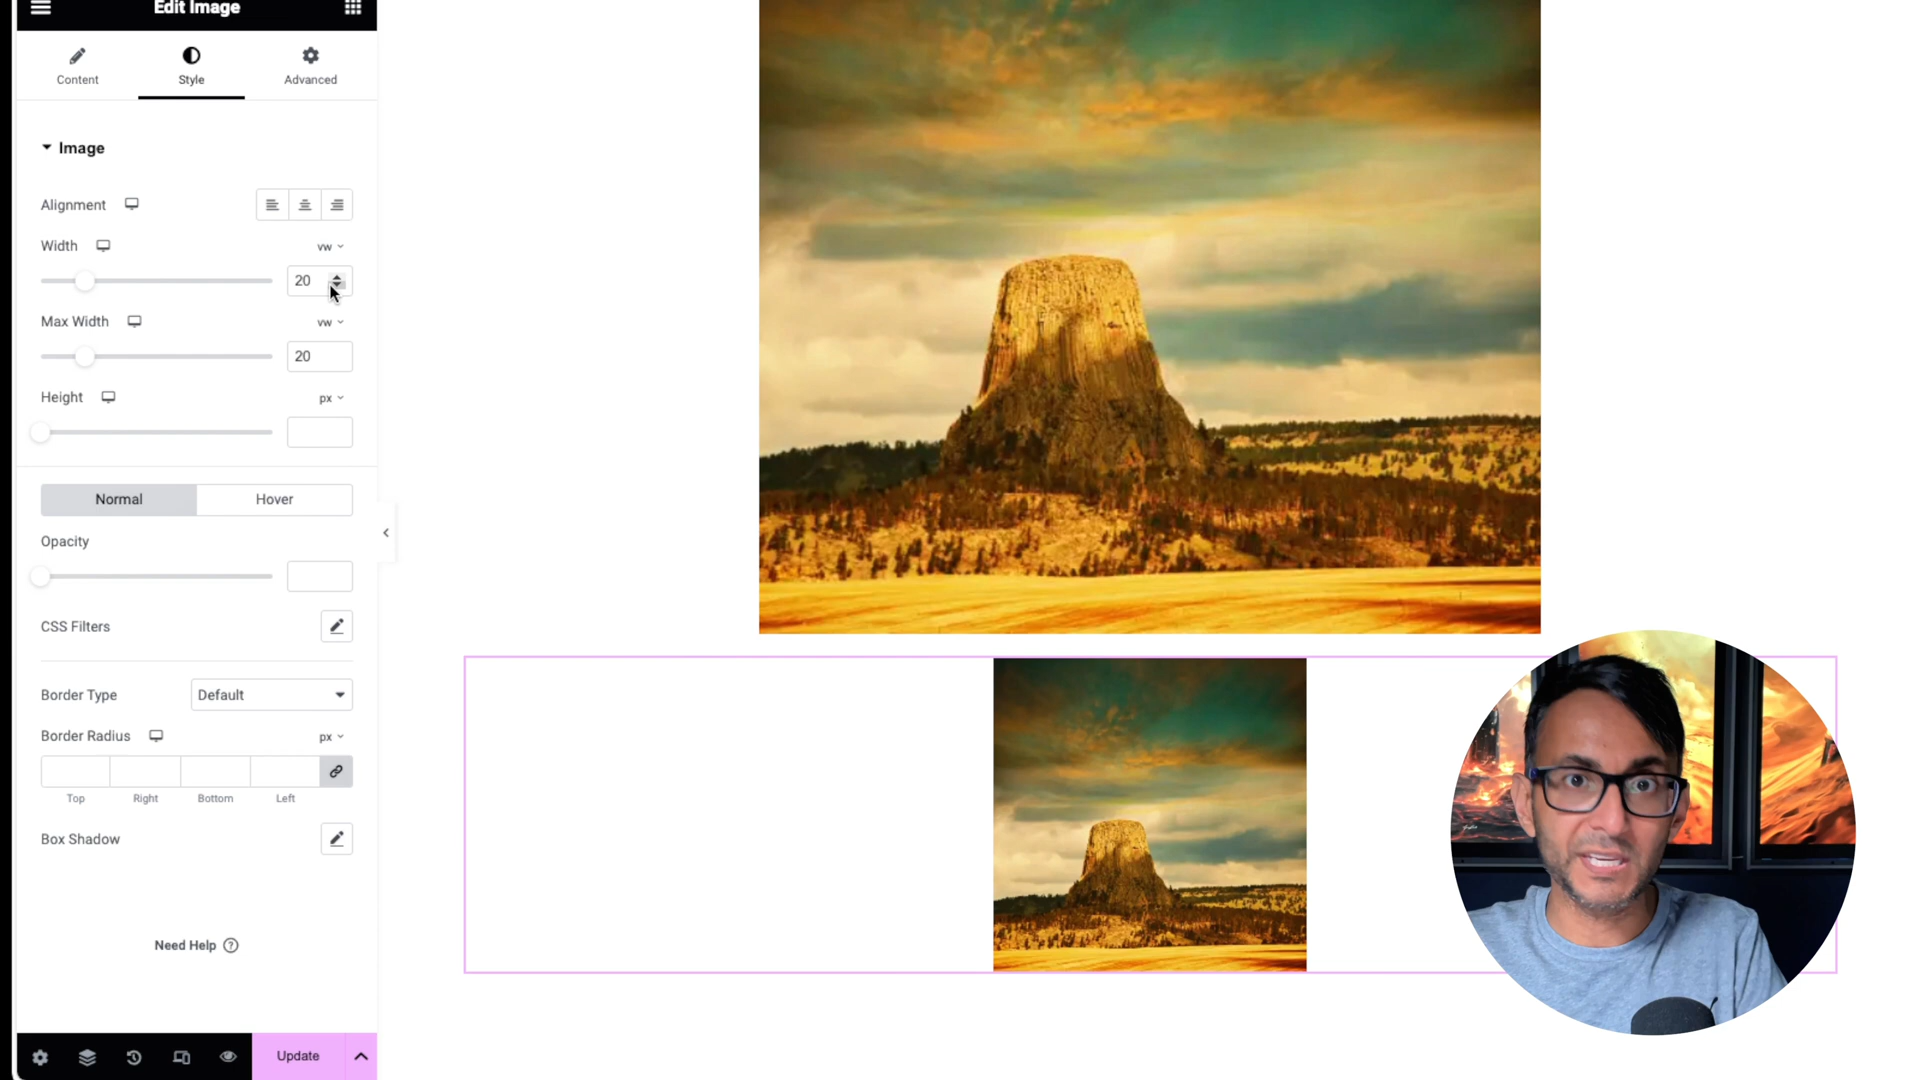 Edit Image
Content
Style
Advanced
Image
Alignment
Width
vw
20
Max Width
vw
20
Height
px
Normal
Hover
Opacity
CSS Filters
Border Type
Default
Border Radius
px
Top
Right
Bottom
Left
Box Shadow
Need Help
Update